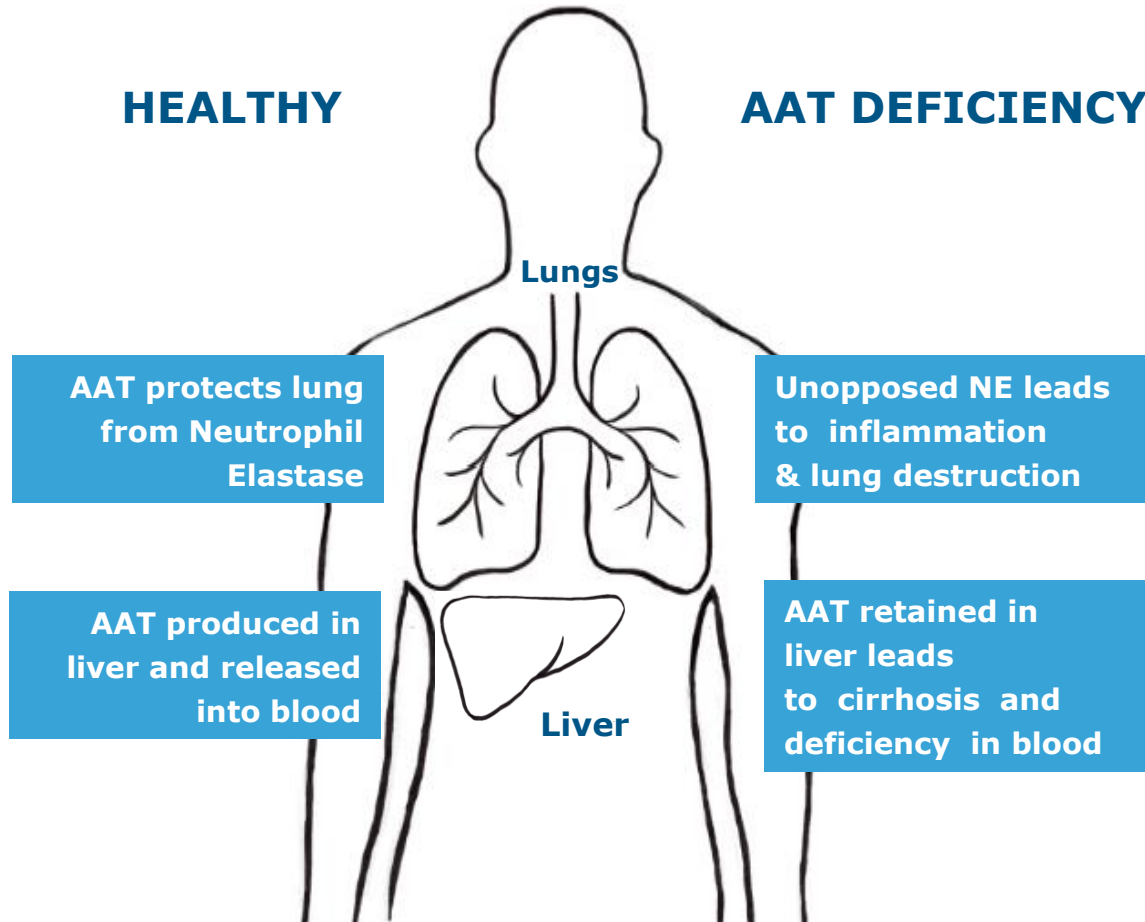 HEALTHY
AAT DEFICIENCY
Lungs
AAT protects lung
from Neutrophil
Elastase
Unopposed NE leads
to inflammation
& lung destruction
AAT produced in
liver and released
into blood
AAT retained in
liver leads
to cirrhosis and
deficiency in blood
Liver